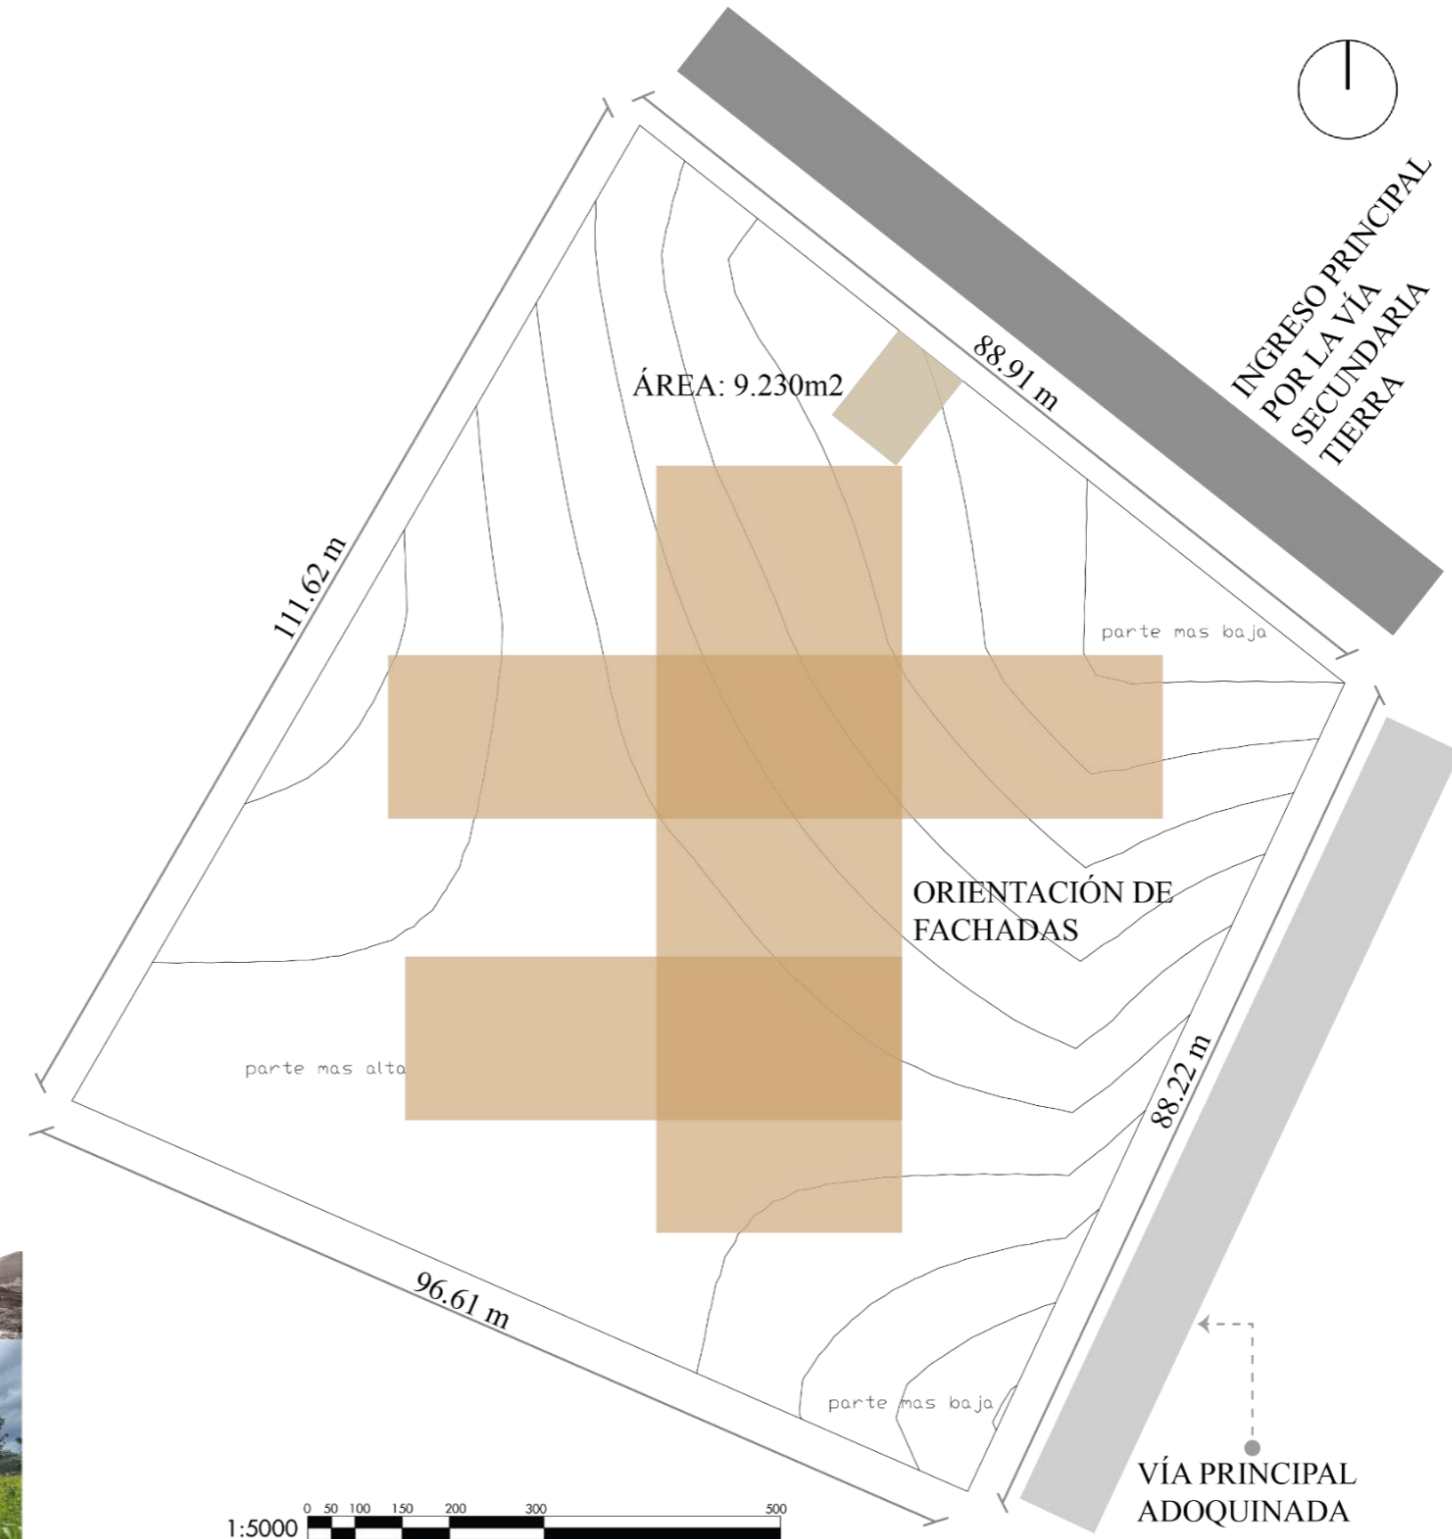 INGRESO PRINCIPAL
POR LA VÍA
SECUNDARIA
TIERRA
88.91 m
ÁREA: 9.230m2
111.62 m
parte mas baja
ORIENTACIÓN DE
FACHADAS
parte mas alta
88.22 m
96.61 m
parte mas baja
VÍA PRINCIPAL
ADOQUINADA
0 50 100 150 200 300 500
1:5000